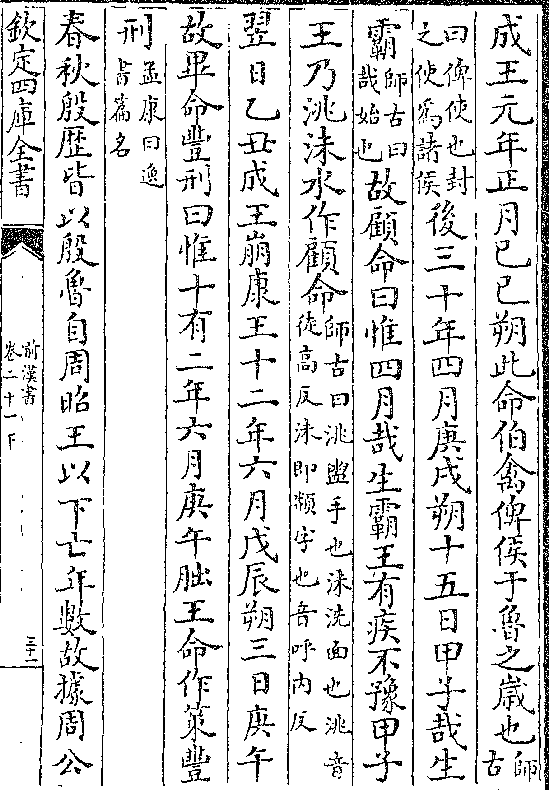 成王元年正月己巳朔此命伯禽俾侯于魯之歲也師古
曰俾使也封之使爲諸侯後三十年四月庚戌朔十五日甲子哉生
霸師古曰哉始也故顧命曰惟四月哉生霸王有疾不豫甲子
王乃洮沬水作顧命師古曰洮盥手也沬洗面也洮音徒高反沬即頮字也音呼内反
翌日乙丑成王崩康王十二年六月戊辰朔三日庚午
故畢命豐刑曰惟十有二年六月庚午朏王命作策豐
刑孟康曰逸書篇名
春秋殷歴皆以殷魯自周昭王以下亡年數故據周公
欽定四庫全書
前漢書
卷二十一下
三十二